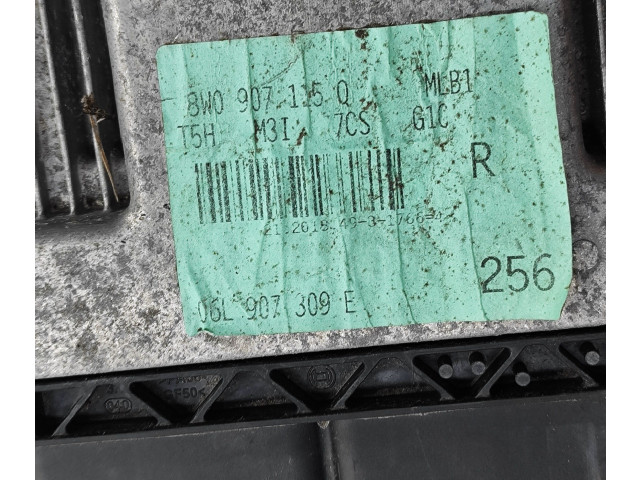 8W0 907 115 Q MLB1
T5H M3I 7CS G1C
R
256
06L 907 309 E